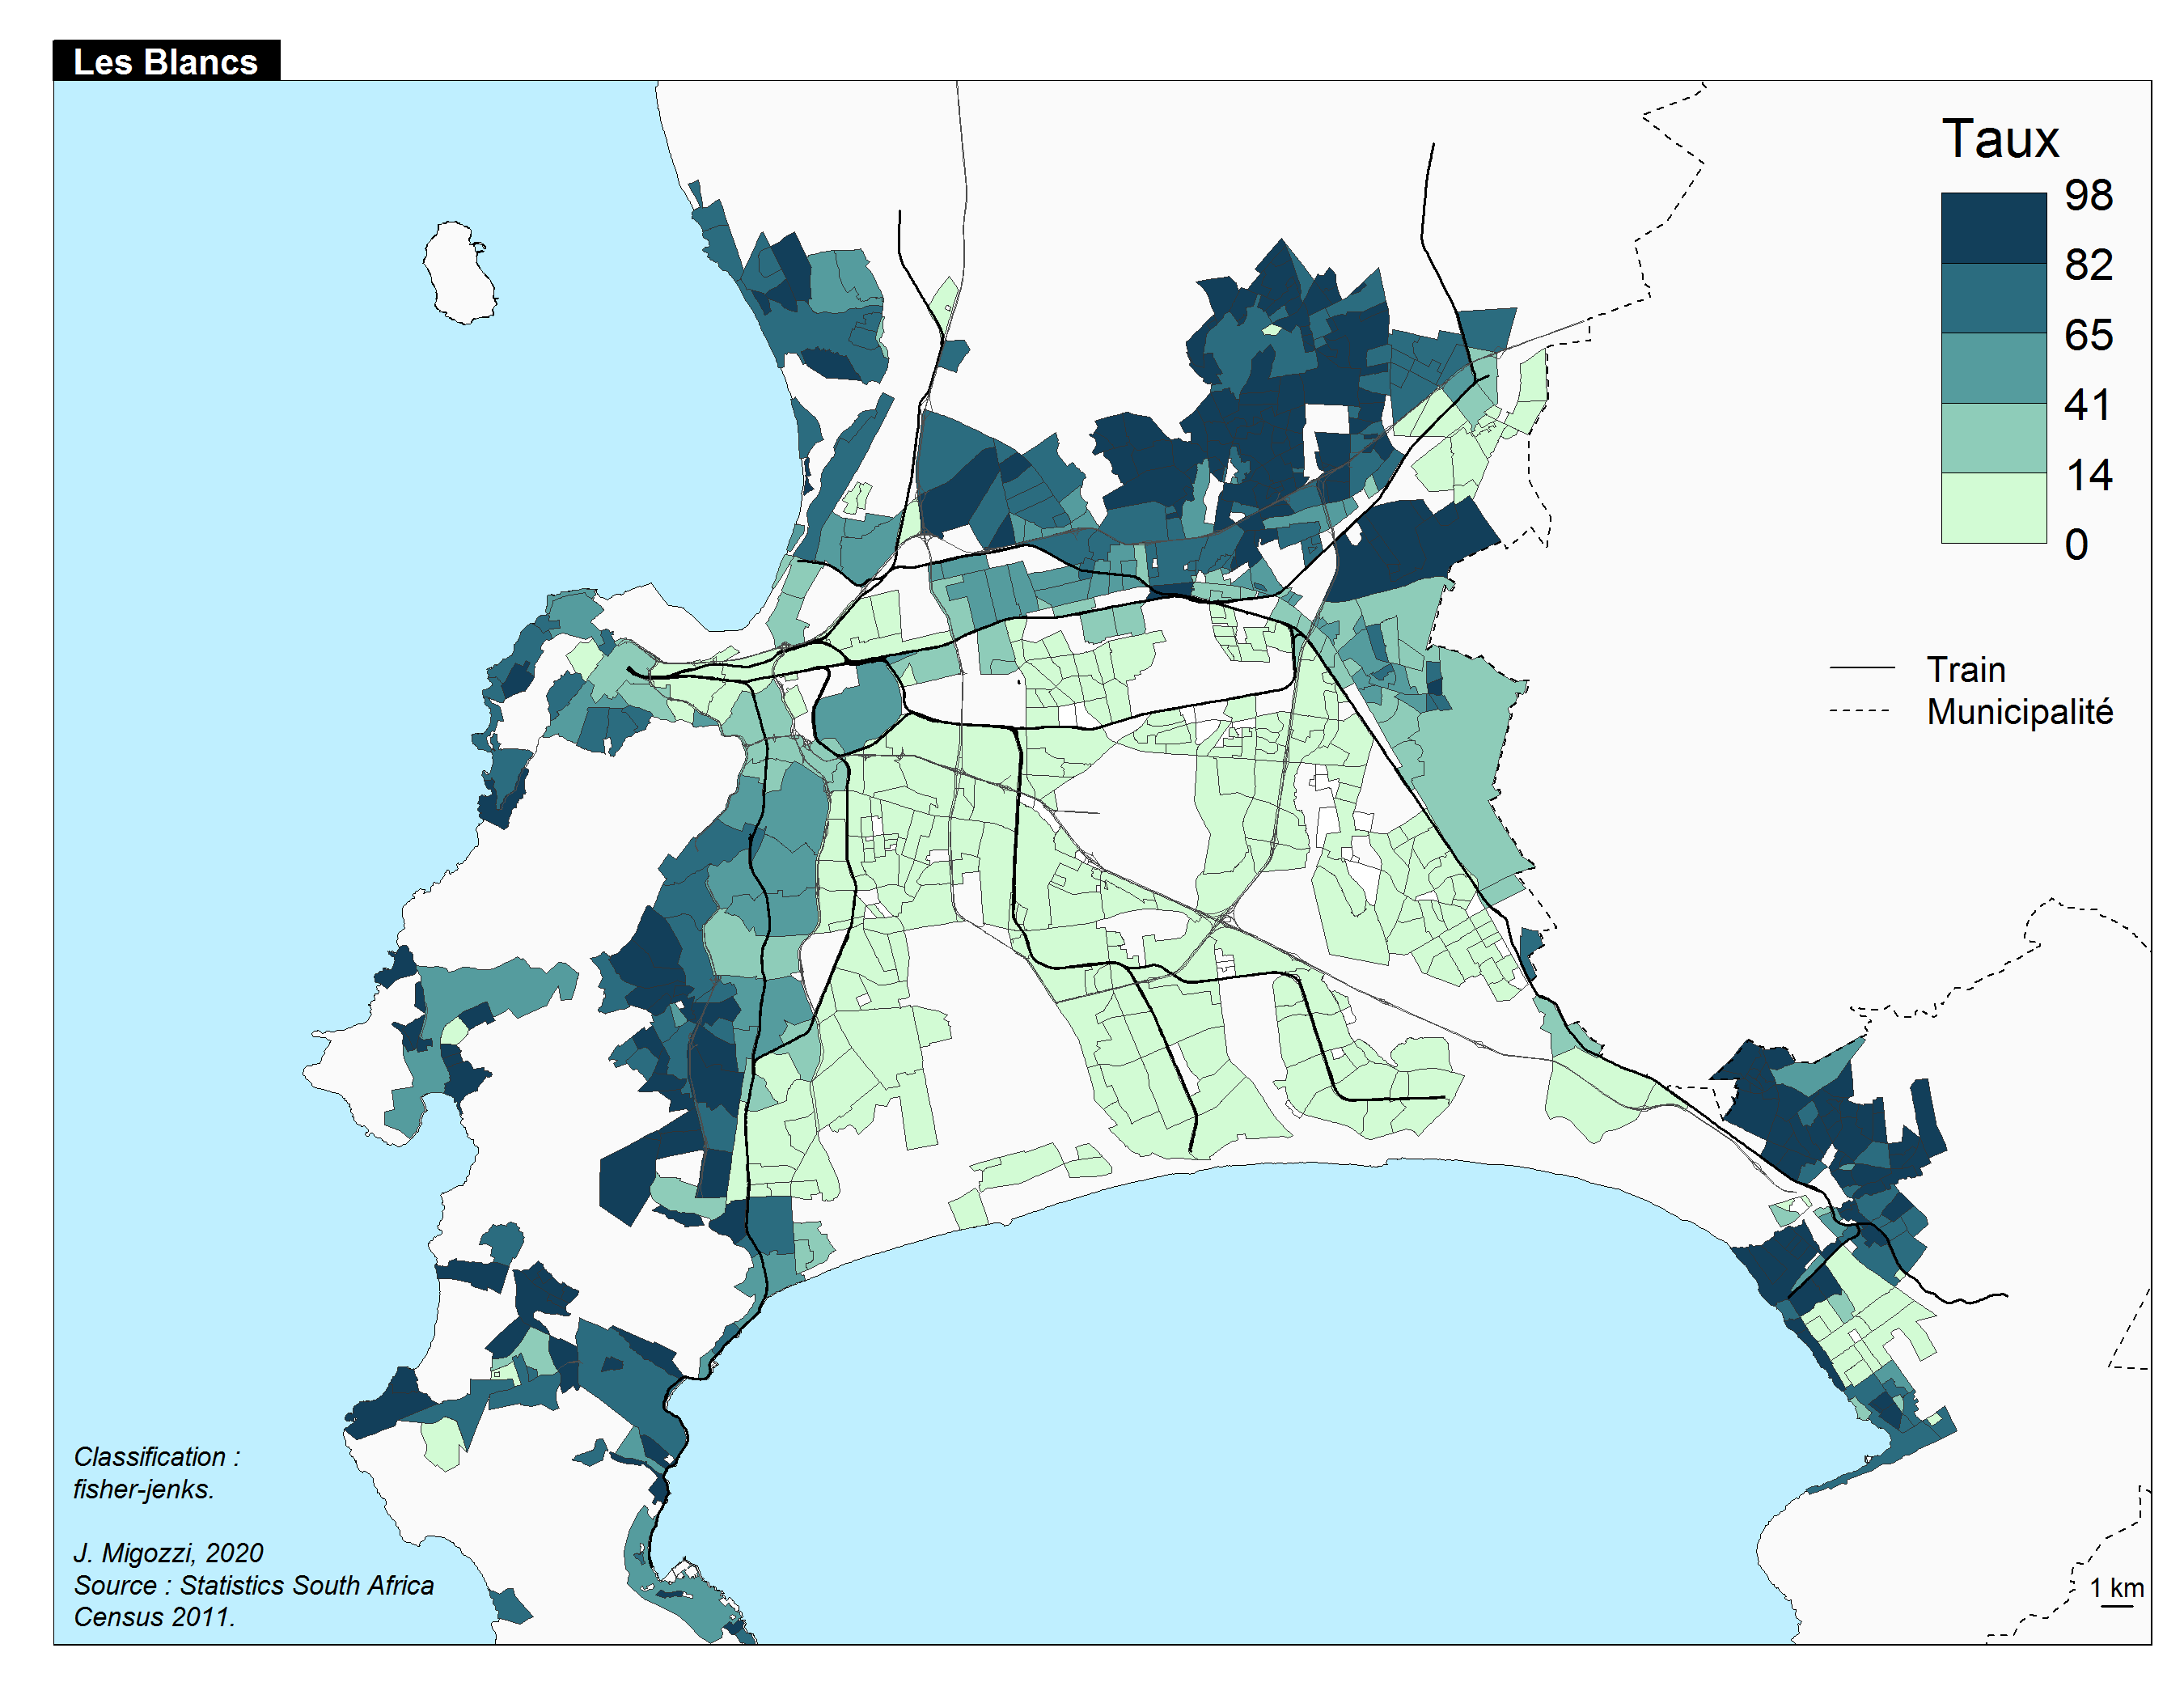 Les Blancs
Taux
98
82
65
41
14
0
Train
Municipalité
Classification :
fisher-jenks.
J. Migozzi, 2020
Source : Statistics South Africa
Census 2011.
1 km